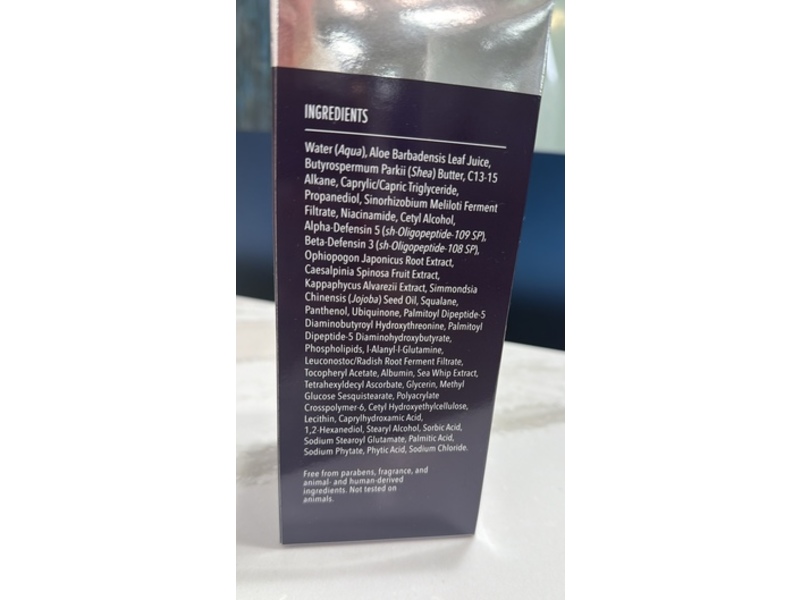 INGREDIENTS
Water (Aqua), Aloe Barbadensis Leaf Juice,
Butyrospermum Parkii (Shea) Butter, C13-15
Alkane, Caprylic/Capric Triglyceride,
Propanediol, Sinorhizobium Meliloti Ferment
Filtrate, Niacinamide, Cetyl Alcohol,
Alpha-Defensin 5 (sh-Oligopeptide-109 SP),
Beta-Defensin 3 (sh-Oligopeptide-108 SP),
Ophiopogon Japonicus Root Extract,
Caesalpinia Spinosa Fruit Extract,
Kappaphycus Alvarezii Extract, Simmondsia
Chinensis (Jojoba) Seed Oil, Squalane,
Panthenol, Ubiquinone, Palmitoyl Dipeptide-5
Diaminobutyroyl Hydroxythreonine, Palmitoyl
Dipeptide-5 Diaminohydroxybutyrate,
Phospholipids, l-Alanyl-l-Glutamine,
Leuconostoc/Radish Root Ferment Filtrate,
Tocopheryl Acetate, Albumin, Sea Whip Extract,
Tetrahexyldecyl Ascorbate, Glycerin, Methyl
Glucose Sesquistearate, Polyacrylate
Crosspolymer-6, Cetyl Hydroxyethylcellulose,
Lecithin, Caprylhydroxamic Acid,
1,2-Hexanediol, Stearyl Alcohol, Sorbic Acid,
Sodium Stearoyl Glutamate, Palmitic Acid,
Sodium Phytate, Phytic Acid, Sodium Chloride.
Free from parabens, fragrance, and
animal- and human-derived
ingredients. Not tested on
animals.